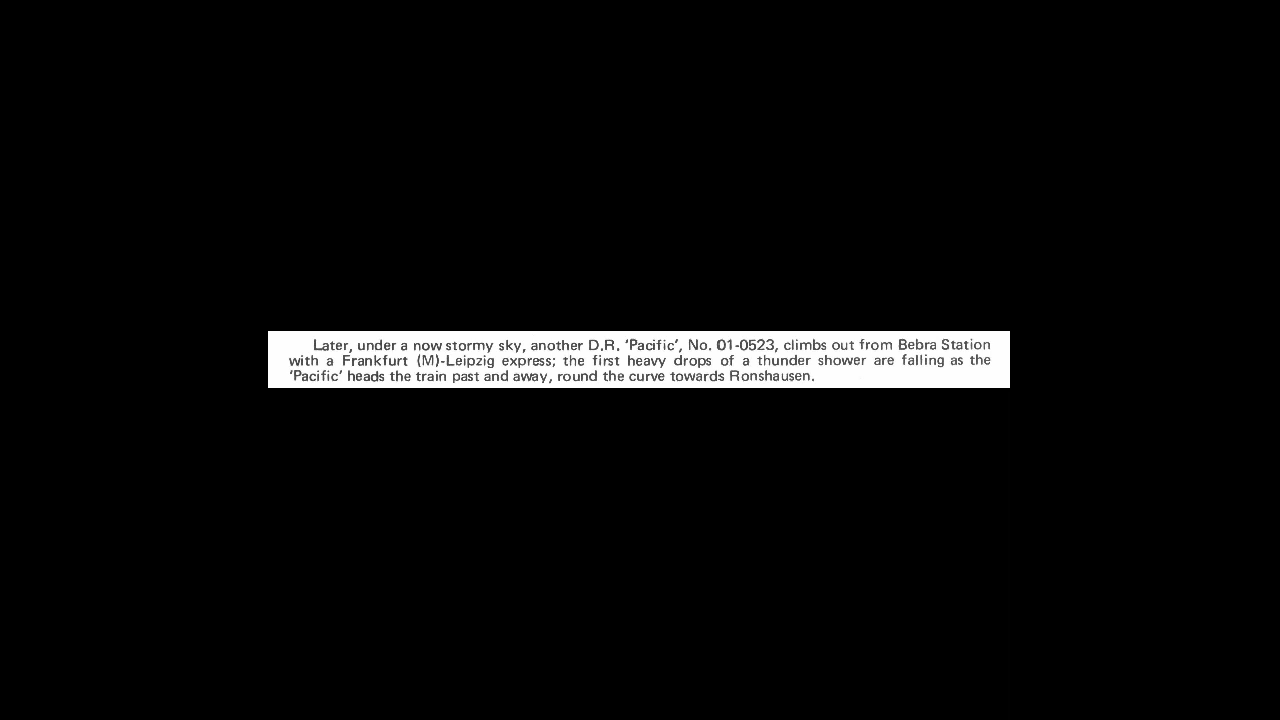 Later, under a now stormy sky, another D.R. 'Pacific', No. 01-0523, climbs out from Bebra Station
with a Frankfurt (M)-Leipzig express; the first heavy drops of a thunder shower are falling as the
'Pacific' heads the train past and away, round the curve towards Ronshausen.